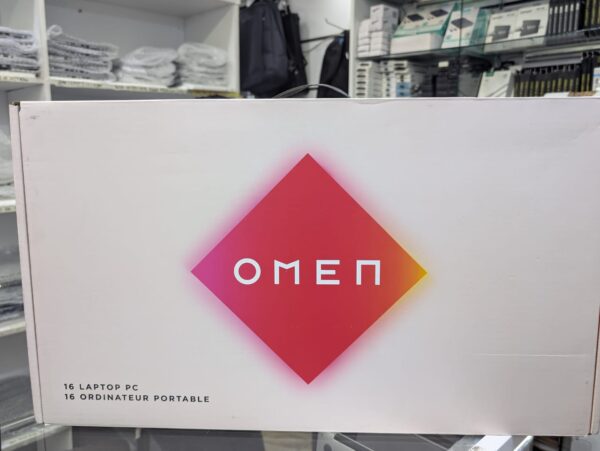 OMEN
16 LAPTOP PC
16 ORDINATEUR PORTABLE